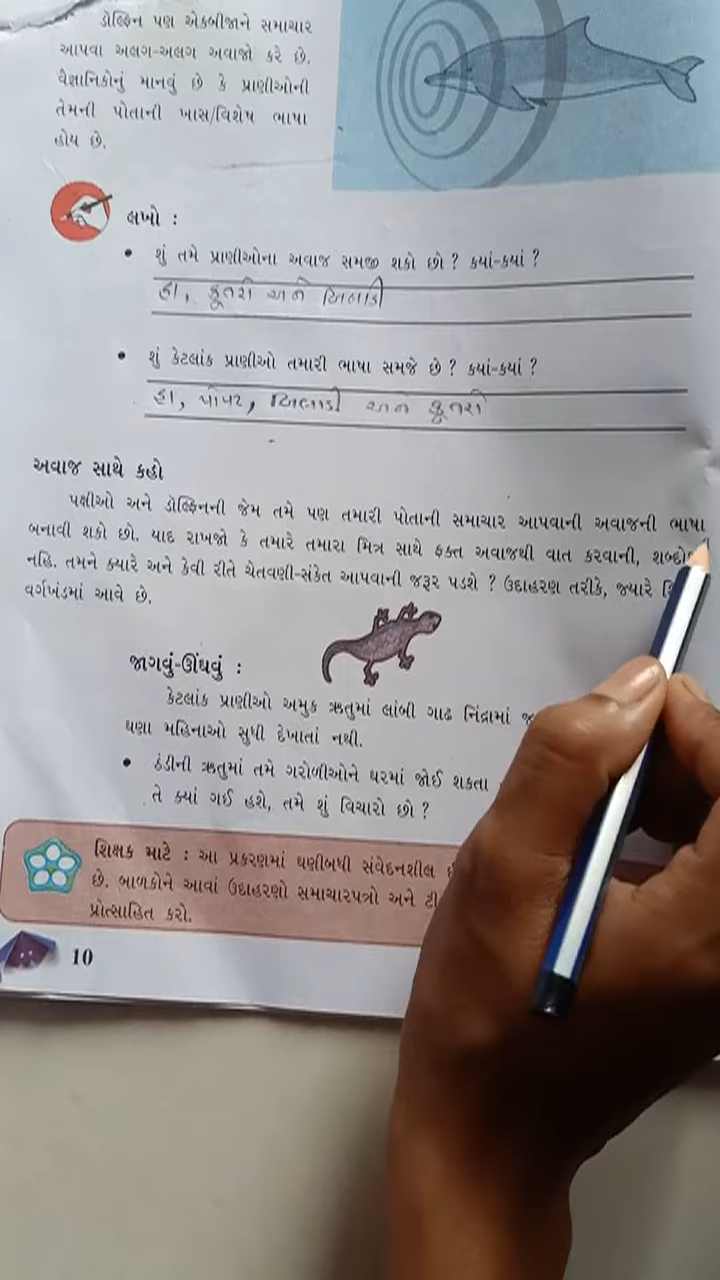 ડોલ્ફિન પણ એકબીજાને સમાચાર
આપવા અલગ-અલગ અવાજો કરે છે.
વૈજ્ઞાનિકોનું માનવું છે કે પ્રાણીઓની
તેમની પોતાની ખાસ/વિશેષ ભાષા
હોય છે.
લખો :
• શું તમે પ્રાણીઓના અવાજ સમજી શકો છો ? કયાં-કયાં ?
હા, કૂતરો અને બિલાડી
• શું કેટલાંક પ્રાણીઓ તમારી ભાષા સમજે છે ? કયાં-કયાં ?
હા, પોપટ, બિલાડી અને કૂતરો
અવાજ સાથે કહો
પક્ષીઓ અને ડોલ્ફિનની જેમ તમે પણ તમારી પોતાની સમાચાર આપવાની અવાજની ભાષા
બનાવી શકો છો. યાદ રાખજો કે તમારે તમારા મિત્ર સાથે ફક્ત અવાજથી વાત કરવાની,
નહિ. તમને ક્યારે અને કેવી રીતે ચેતવણી-સંકેત આપવાની જરૂર પડશે ? ઉદાહરણ તરીકે, જ્યારે
વર્ગખંડમાં આવે છે.
જાગવું-ઊંઘવું :
કેટલાંક પ્રાણીઓ અમુક ઋતુમાં લાંબી ગાઢ નિંદ્રામાં
ઘણા મહિનાઓ સુધી દેખાતાં નથી.
• ઠંડીની ઋતુમાં તમે ગરોળીઓને ઘરમાં જોઈ શકતા
તે ક્યાં ગઈ હશે, તમે શું વિચારો છો ?
શિક્ષક માટે : આ પ્રકરણમાં ઘણીબધી સંવેદનશીલ
છે. બાળકોને આવાં ઉદાહરણો સમાચારપત્રો અને
પ્રોત્સાહિત કરો.
10